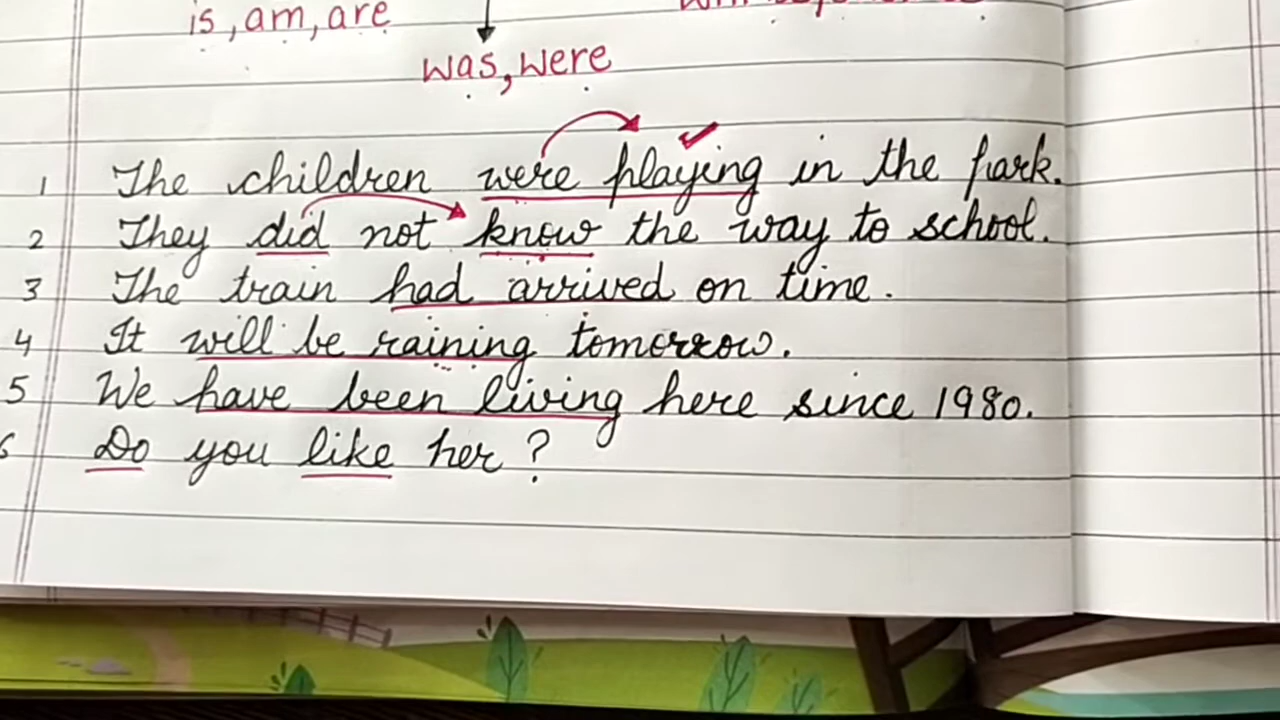 is, am, are
was, were
1 The children were playing in the park.
2 They did not know the way to school.
3 The train had arrived on time.
4 It will be raining tomorrow.
5 We have been living here since 1980.
6 Do you like her ?